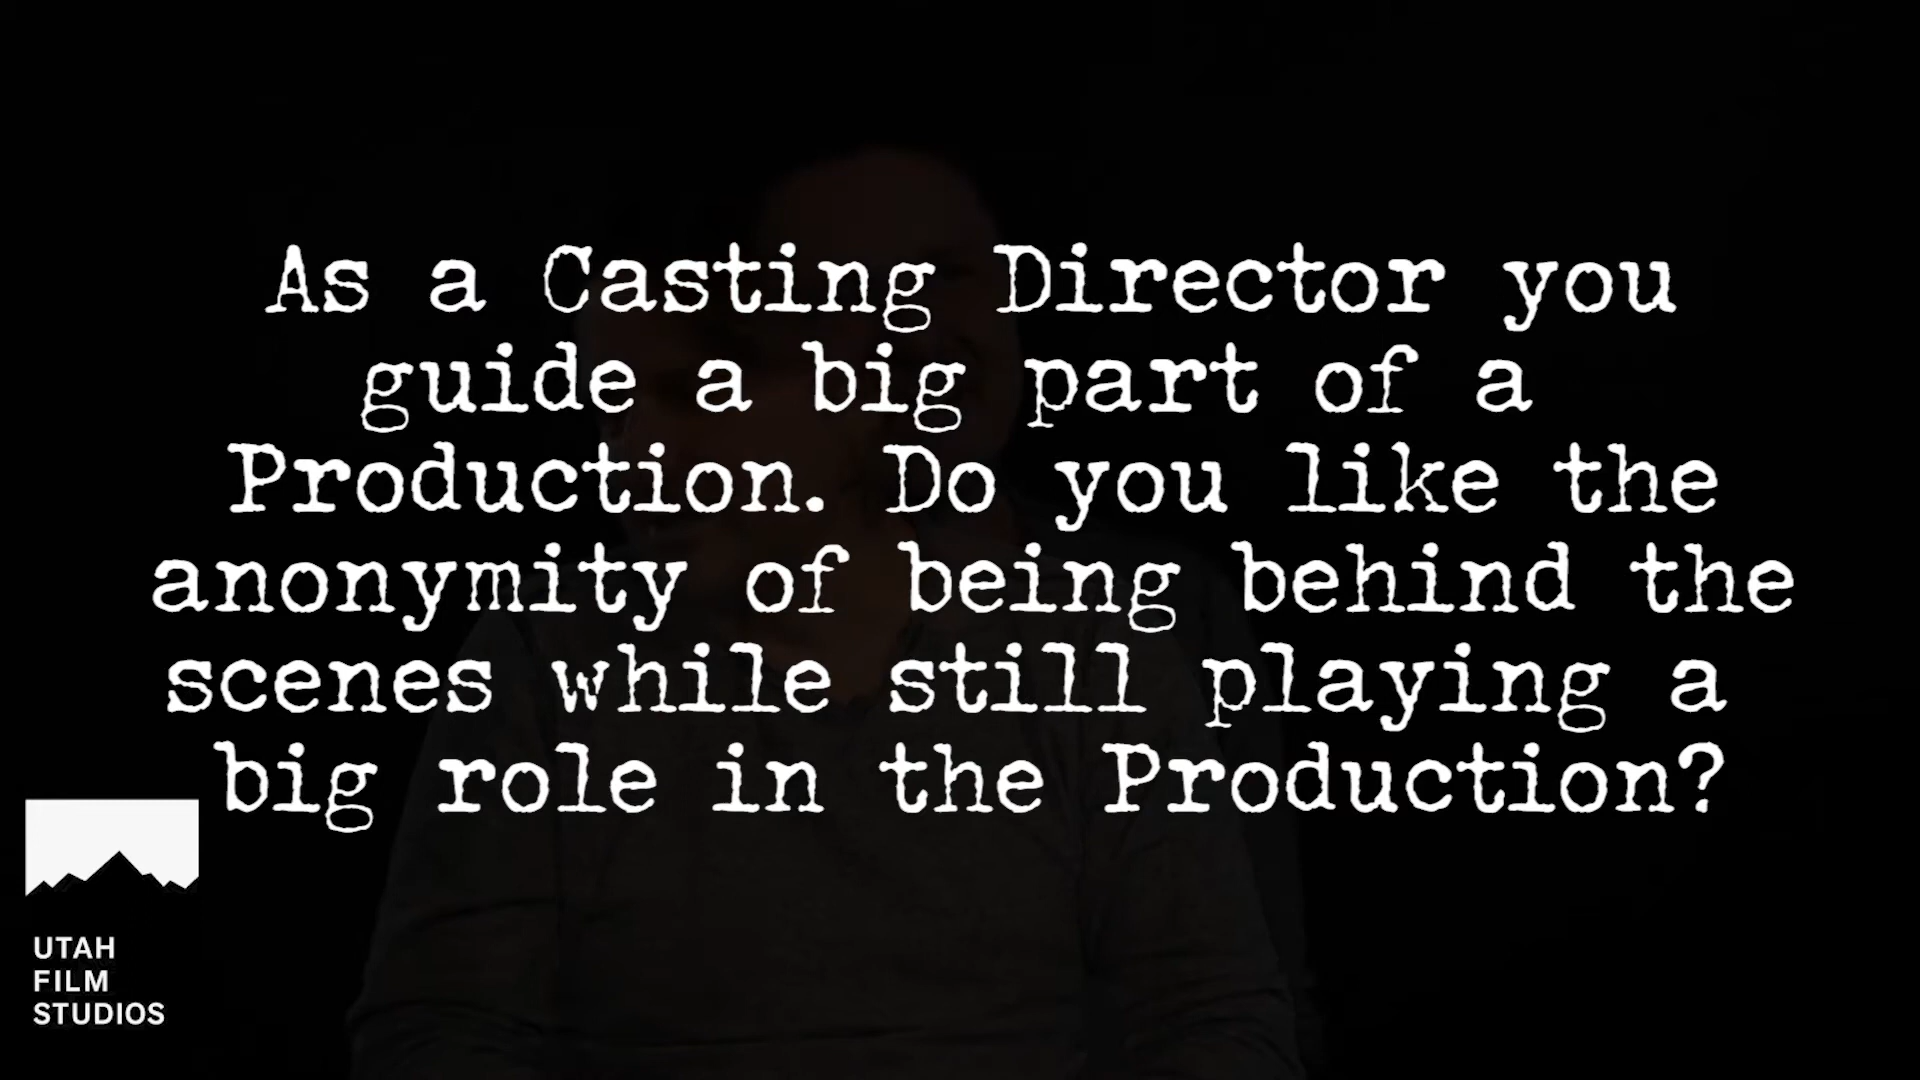 As a Casting Director you
guide a big part of a
Production. Do you like the
anonymity of being behind the
scenes while still playing a
big role in the Production?
UTAH
FILM
STUDIOS